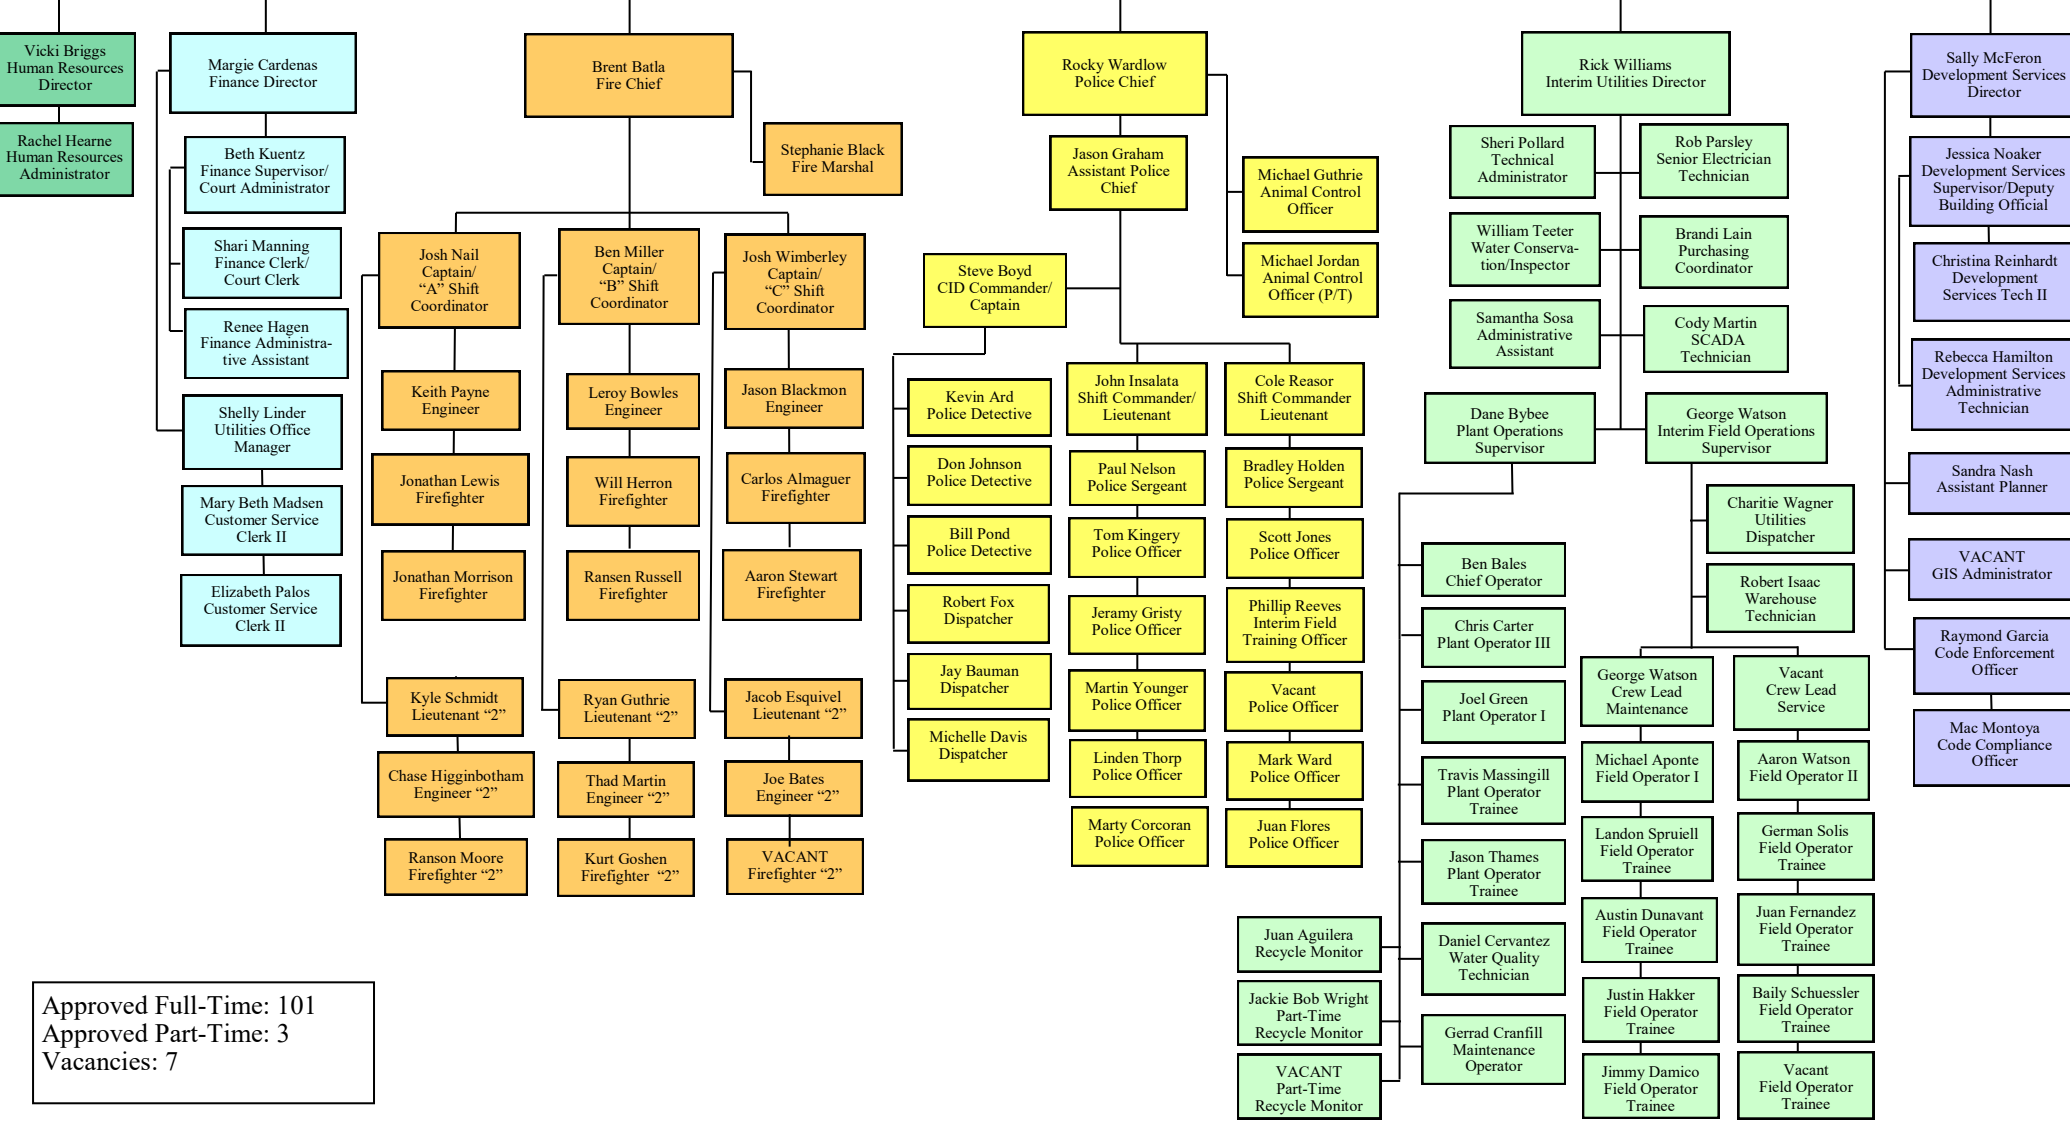 Vicki Briggs
Human Resources
Director
Rachel Hearne
Human Resources
Administrator
Margie Cardenas
Finance Director
Beth Kuentz
Finance Supervisor/
Court Administrator
Shari Manning
Finance Clerk/
Court Clerk
Renee Hagen
Finance Administra-
tive Assistant
Shelly Linder
Utilities Office
Manager
Mary Beth Madsen
Customer Service
Clerk II
Elizabeth Palos
Customer Service
Clerk II
Brent Batla
Fire Chief
Stephanie Black
Fire Marshal
Josh Nail
Captain/
“A” Shift
Coordinator
Keith Payne
Engineer
Jonathan Lewis
Firefighter
Jonathan Morrison
Firefighter
Kyle Schmidt
Lieutenant “2”
Chase Higginbotham
Engineer “2”
Ranson Moore
Firefighter “2”
Ben Miller
Captain/
“B” Shift
Coordinator
Leroy Bowles
Engineer
Will Herron
Firefighter
Ransen Russell
Firefighter
Ryan Guthrie
Lieutenant “2”
Thad Martin
Engineer “2”
Kurt Goshen
Firefighter “2”
Josh Wimberley
Captain/
“C” Shift
Coordinator
Jason Blackmon
Engineer
Carlos Almaguer
Firefighter
Aaron Stewart
Firefighter
Jacob Esquivel
Lieutenant “2”
Joe Bates
Engineer “2”
VACANT
Firefighter “2”
Rocky Wardlow
Police Chief
Jason Graham
Assistant Police
Chief
Michael Guthrie
Animal Control
Officer
Michael Jordan
Animal Control
Officer (P/T)
Steve Boyd
CID Commander/
Captain
Kevin Ard
Police Detective
Don Johnson
Police Detective
Bill Pond
Police Detective
Robert Fox
Dispatcher
Jay Bauman
Dispatcher
Michelle Davis
Dispatcher
John Insalata
Shift Commander/
Lieutenant
Paul Nelson
Police Sergeant
Tom Kingery
Police Officer
Jeramy Gristy
Police Officer
Martin Younger
Police Officer
Linden Thorp
Police Officer
Marty Corcoran
Police Officer
Cole Reasor
Shift Commander
Lieutenant
Bradley Holden
Police Sergeant
Scott Jones
Police Officer
Phillip Reeves
Interim Field
Training Officer
Vacant
Police Officer
Mark Ward
Police Officer
Juan Flores
Police Officer
Rick Williams
Interim Utilities Director
Sheri Pollard
Technical
Administrator
Rob Parsley
Senior Electrician
Technician
William Teeter
Water Conserva-
tion/Inspector
Brandi Lain
Purchasing
Coordinator
Samantha Sosa
Administrative
Assistant
Cody Martin
SCADA
Technician
Dane Bybee
Plant Operations
Supervisor
George Watson
Interim Field Operations
Supervisor
Charitie Wagner
Utilities
Dispatcher
Robert Isaac
Warehouse
Technician
Ben Bales
Chief Operator
Chris Carter
Plant Operator III
Joel Green
Plant Operator I
Travis Massingill
Plant Operator
Trainee
Jason Thames
Plant Operator
Trainee
Daniel Cervantez
Water Quality
Technician
Gerrad Cranfill
Maintenance
Operator
Juan Aguilera
Recycle Monitor
Jackie Bob Wright
Part-Time
Recycle Monitor
VACANT
Part-Time
Recycle Monitor
George Watson
Crew Lead
Maintenance
Michael Aponte
Field Operator I
Landon Spruiell
Field Operator
Trainee
Austin Dunavant
Field Operator
Trainee
Justin Hakker
Field Operator
Trainee
Jimmy Damico
Field Operator
Trainee
Vacant
Crew Lead
Service
Aaron Watson
Field Operator II
German Solis
Field Operator
Trainee
Juan Fernandez
Field Operator
Trainee
Baily Schuessler
Field Operator
Trainee
Vacant
Field Operator
Trainee
Sally McFeron
Development Services
Director
Jessica Noaker
Development Services
Supervisor/Deputy
Building Official
Christina Reinhardt
Development
Services Tech II
Rebecca Hamilton
Development Services
Administrative
Technician
Sandra Nash
Assistant Planner
VACANT
GIS Administrator
Raymond Garcia
Code Enforcement
Officer
Mac Montoya
Code Compliance
Officer
Approved Full-Time: 101
Approved Part-Time: 3
Vacancies: 7